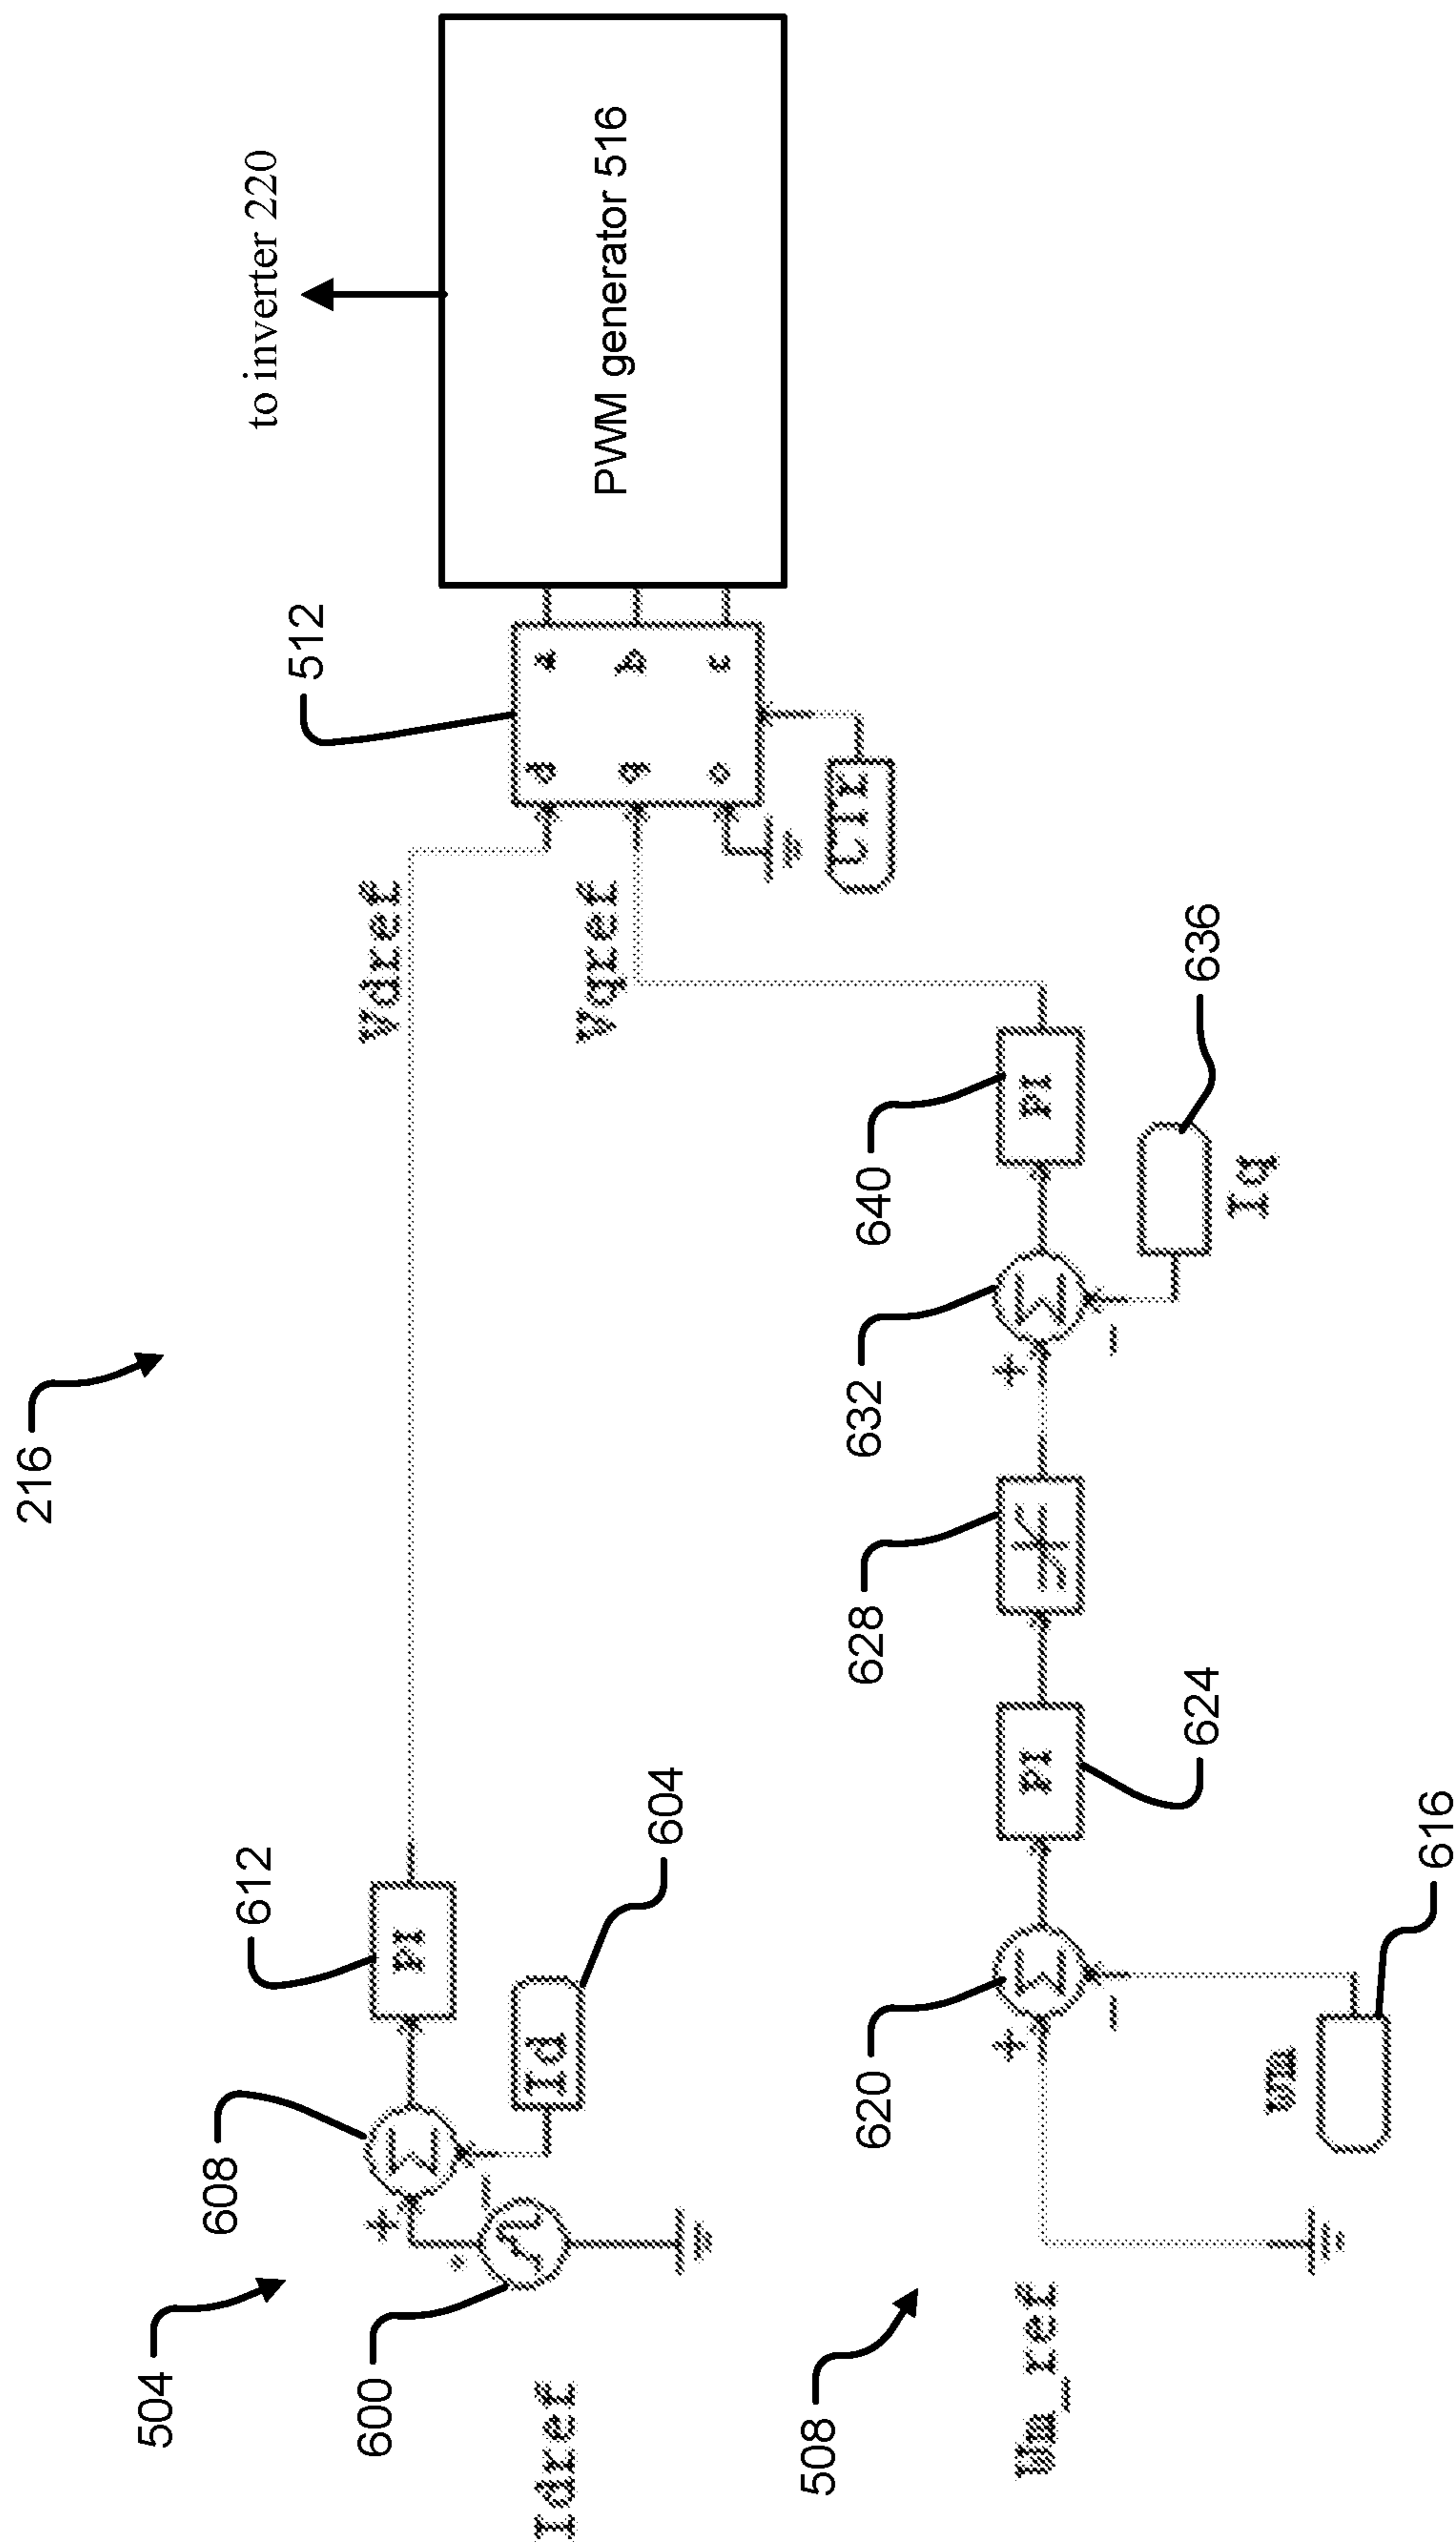 216
504
608
612
to inverter 220
512
600
Vdref
+
Σ
PI
−
Idref
Id
d
a
PWM generator 516
Vqref
q
b
604
o
c
508
620
628
632
640
+
+
Wm_ref
Σ
PI
Σ
PI
−
−
624
636
Iq
wm
616